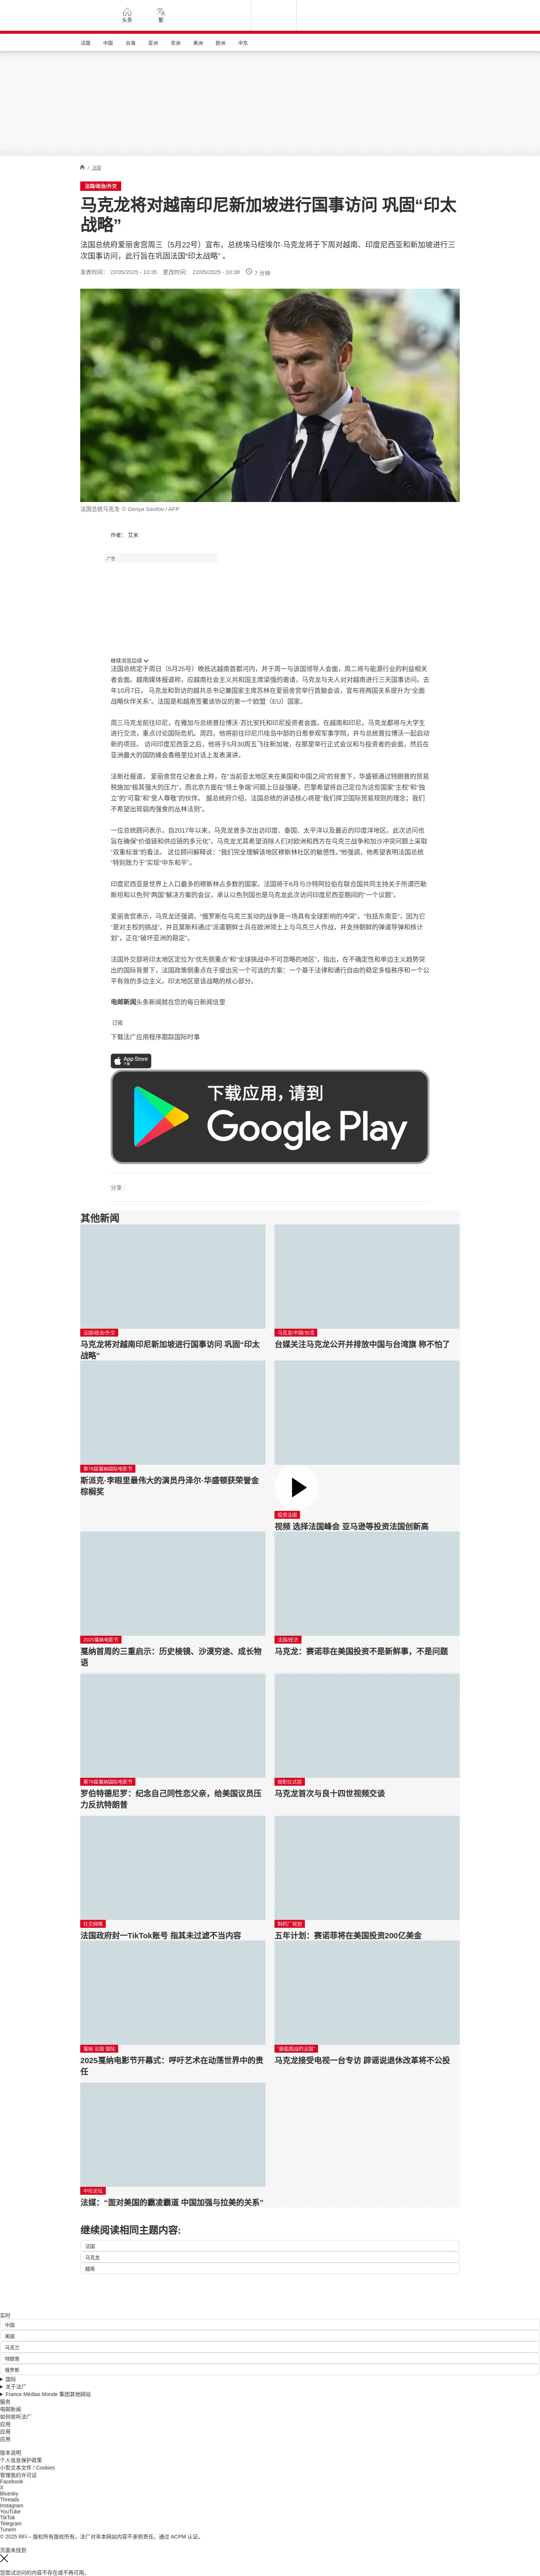 头条
繁
法国
中国
台海
亚洲
非洲
美洲
欧洲
中东
/ 法国
法国/政治/外交
马克龙将对越南印尼新加坡进行国事访问 巩固“印太
战略”
法国总统府爱丽舍宫周三（5月22号）宣布，总统埃马纽埃尔·马克龙将于下周对越南、印度尼西亚和新加坡进行三
次国事访问，此行旨在巩固法国“印太战略” 。
发表时间： 22/05/2025 - 10:35 更改时间： 22/05/2025 - 10:38 7 分钟
法国总统马克龙 © Genya Savilov / AFP
作者： 艾米
广告
继续浏览后续
法国总统定于周日（5月25号）晚抵达越南首都河内，并于周一与该国领导人会面，周二将与能源行业的利益相关
者会面。越南媒体报道称，应越南社会主义共和国主席梁强的邀请，马克龙与夫人对对越南进行三天国事访问。去
年10月7日， 马克龙和到访的越共总书记兼国家主席苏林在爱丽舍宫举行首脑会谈，宣布将两国关系提升为“全面
战略伙伴关系”。法国是和越南签署该协议的第一个欧盟（EU）国家。
周三马克龙前往印尼，在雅加与总统普拉博沃·苏比安托和印尼投资者会面。在越南和印尼，马克龙都将与大学生
进行交流，重点讨论国际危机。周四，他将前往印尼爪哇岛中部的日惹参观军事学院，并与总统普拉博沃一起启动
新的项目。 访问印度尼西亚之后，他将于5月30周五飞往新加坡，在那里举行正式会议和与投资者的会面，然后在
亚洲最大的国防峰会香格里拉对话上发表演讲。
法新社报道， 爱丽舍宫在记者会上称，在“当前亚太地区夹在美国和中国之间”的背景下，华盛顿通过特朗普的贸易
税施加“极其强大的压力”，而北京方面在“领土争端”问题上日益强硬，巴黎希望将自己定位为这些国家“主权”和“独
立”的“可靠”和“受人尊敬”的伙伴。 据总统府介绍，法国总统的讲话核心将是“我们捍卫国际贸易规则的理念；我们
不希望出现弱肉强食的丛林法则”。
一位总统顾问表示，自2017年以来，马克龙曾多次出访印度、泰国、太平洋以及最近的印度洋地区。此次访问也
旨在确保“价值链和供应链的多元化”。马克龙尤其希望消除人们对欧洲和西方在乌克兰战争和加沙冲突问题上采取
“双重标准”的看法。 这位顾问解释说：“我们完全理解该地区穆斯林社区的敏感性。”他强调，他希望表明法国总统
“特别致力于”实现“中东和平”。
印度尼西亚是世界上人口最多的穆斯林占多数的国家。法国将于6月与沙特阿拉伯在联合国共同主持关于所谓巴勒
斯坦和以色列“两国”解决方案的会议，承认以色列国也是马克龙此次访问印度尼西亚期间的“一个议题”。
爱丽舍宫表示，马克龙还强调，“俄罗斯在乌克兰发动的战争是一场具有全球影响的冲突”，“包括东南亚”，因为它
“是对主权的挑战”，并且莫斯科通过“派遣朝鲜士兵在欧洲领土上与乌克兰人作战，并支持朝鲜的弹道导弹和核计
划”，正在“破坏亚洲的稳定”。
法国外交部将印太地区定位为“优先侧重点”和“全球挑战中不可忽略的地区”，指出，在不确定性和单边主义趋势突
出的国际背景下，法国政策侧重点在于提出另一个可选的方案：一个基于法律和通行自由的稳定多极秩序和一个公
平有效的多边主义。印太地区是该战略的核心部分。
电邮新闻头条新闻就在您的每日新闻信里
订阅
下载法广应用程序跟踪国际时事
App Store
下载
下载应用，请到
Google Play
分享 :
其他新闻
法国/政治/外交
马克龙将对越南印尼新加坡进行国事访问 巩固“印太
战略”
马克龙/中国/台湾
台媒关注马克龙公开并排放中国与台湾旗 称不怕了
第78届戛纳国际电影节
斯派克·李眼里最伟大的演员丹泽尔·华盛顿获荣誉金
棕榈奖
投资法国
视频 选择法国峰会 亚马逊等投资法国创新高
2025戛纳电影节
戛纳首周的三重启示：历史棱镜、沙漠穷途、成长物
语
法国/经济
马克龙：赛诺菲在美国投资不是新鲜事，不是问题
第78届戛纳国际电影节
罗伯特德尼罗：纪念自己同性恋父亲，给美国议员压
力反抗特朗普
就职仪式前
马克龙首次与良十四世视频交谈
社交网络
法国政府封一TikTok账号 指其未过滤不当内容
制药厂规划
五年计划：赛诺菲将在美国投资200亿美金
戛纳 法国 国际
2025戛纳电影节开幕式：呼吁艺术在动荡世界中的责
任
“面临挑战的法国”
马克龙接受电视一台专访 辟谣说退休改革将不公投
中拉论坛
法媒：“面对美国的霸凌霸道 中国加强与拉美的关系”
继续阅读相同主题内容:
法国
马克龙
越南
实时
中国
美国
乌克兰
特朗普
俄罗斯
国际
关于法广
France Médias Monde 集团其他网站
服务
电邮新闻
如何收听法广
应用
应用
应用
版本说明
个人信息保护政策
小型文本文件 / Cookies
管理我的许可证
Facebook
X
Bluesky
Threads
Instagram
YouTube
TikTok
Telegram
TuneIn
© 2025 RFI – 版权所有版权所有。法广对非本网站内容不承担责任。通过 ACPM 认证。
页面未找到
您尝试访问的内容不存在或不再可用。